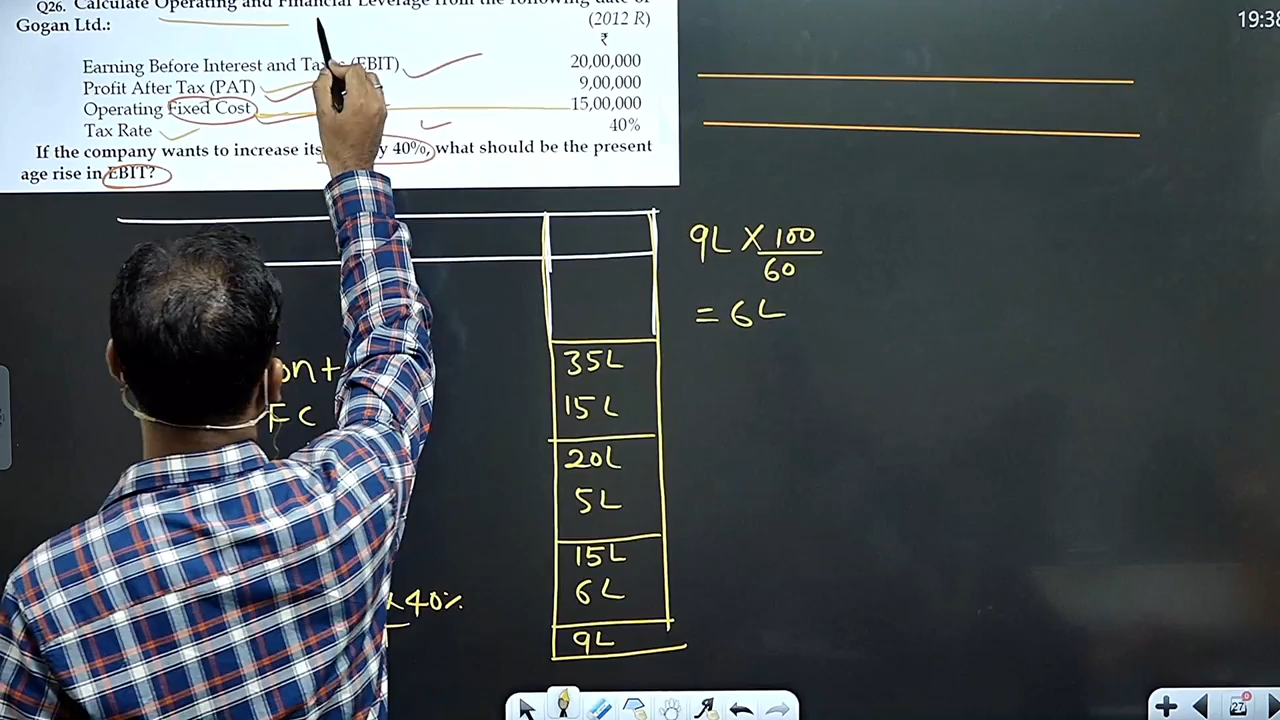 Q26. Calculate Operating and Financial Leverage from the following date of
Gogan Ltd.: (2012 R)
₹
Earning Before Interest and (EBIT) 20,00,000
Profit After Tax (PAT) 9,00,000
Operating Fixed Cost 15,00,000
Tax Rate 40%
If the company wants to increase its 40%, what should be the present
age rise in EBIT?
9L X 100
60
= 6L
35L
FC 15L
20L
5L
15L
40% 6L
9L
19:38
27